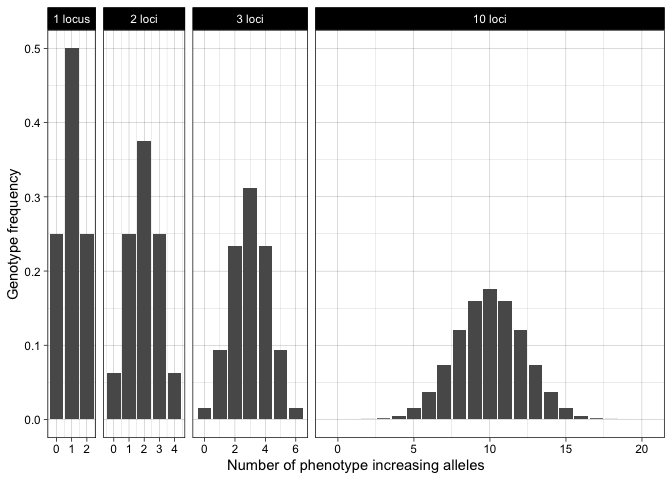 1 locus
2 loci
3 loci
10 loci
0.5
0.4
0.3
0.2
0.1
0.0
Genotype frequency
0 1 2
0 1 2 3 4
0 2 4 6
0 5 10 15 20
Number of phenotype increasing alleles